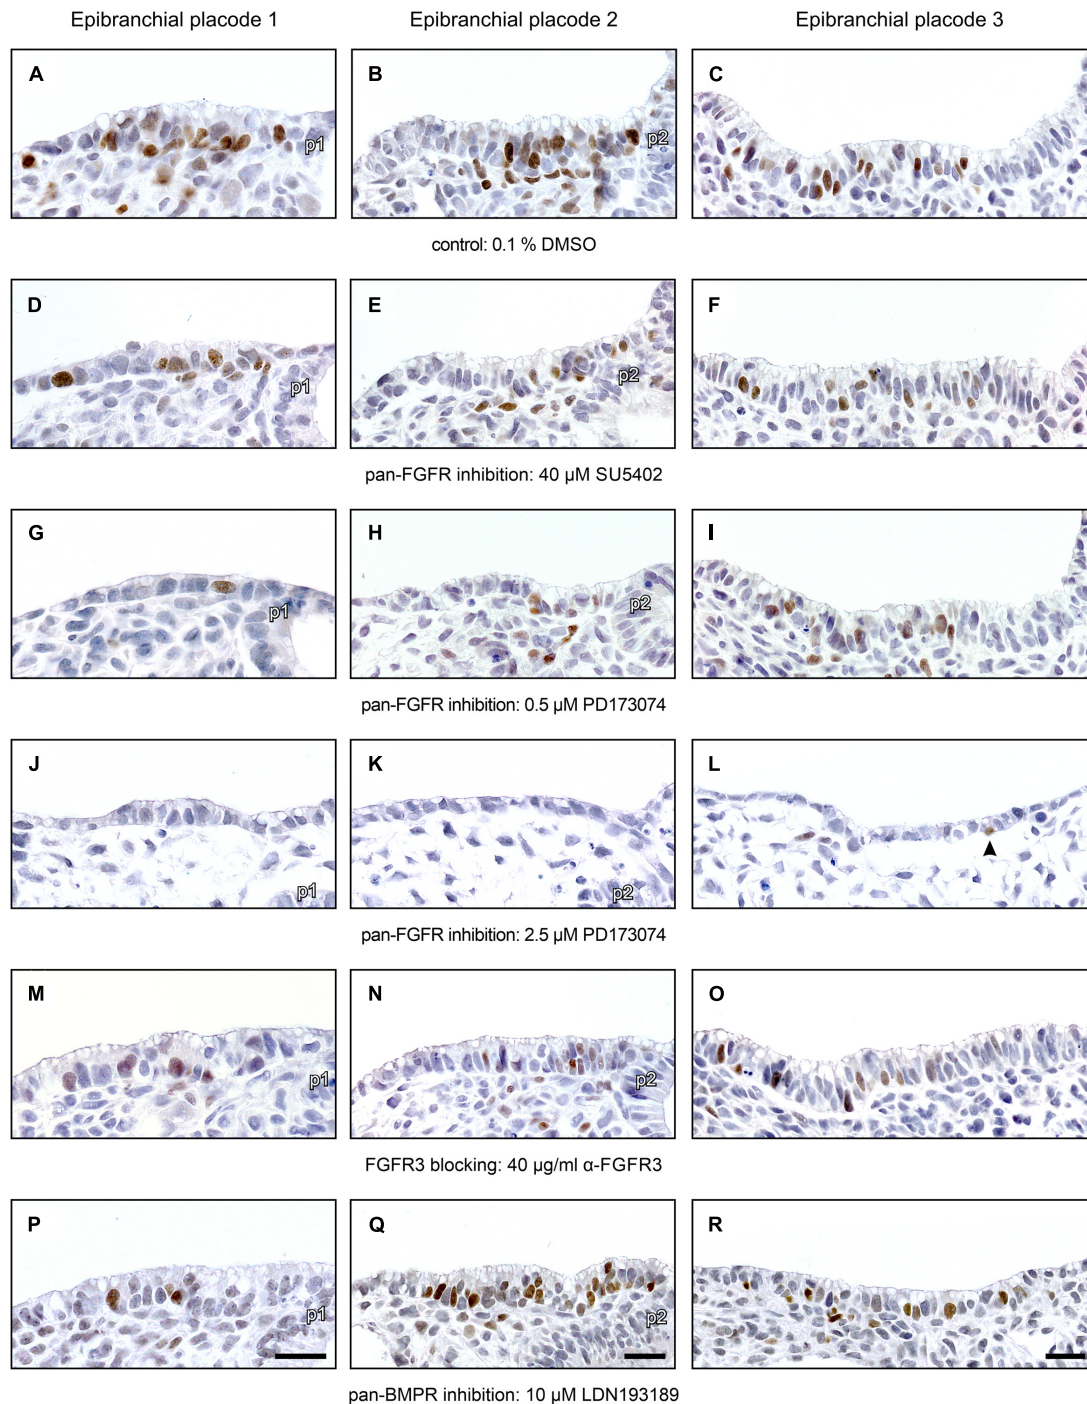 Epibranchial placode 1 Epibranchial placode 2 Epibranchial placode 3
A B C
p1 p2
control: 0.1 % DMSO
D E F
p1 p2
pan-FGFR inhibition: 40 µM SU5402
G H I
p1 p2
pan-FGFR inhibition: 0.5 µM PD173074
J K L
p1 p2
pan-FGFR inhibition: 2.5 µM PD173074
M N O
p1 p2
FGFR3 blocking: 40 µg/ml α-FGFR3
P Q R
p1 p2
pan-BMPR inhibition: 10 µM LDN193189